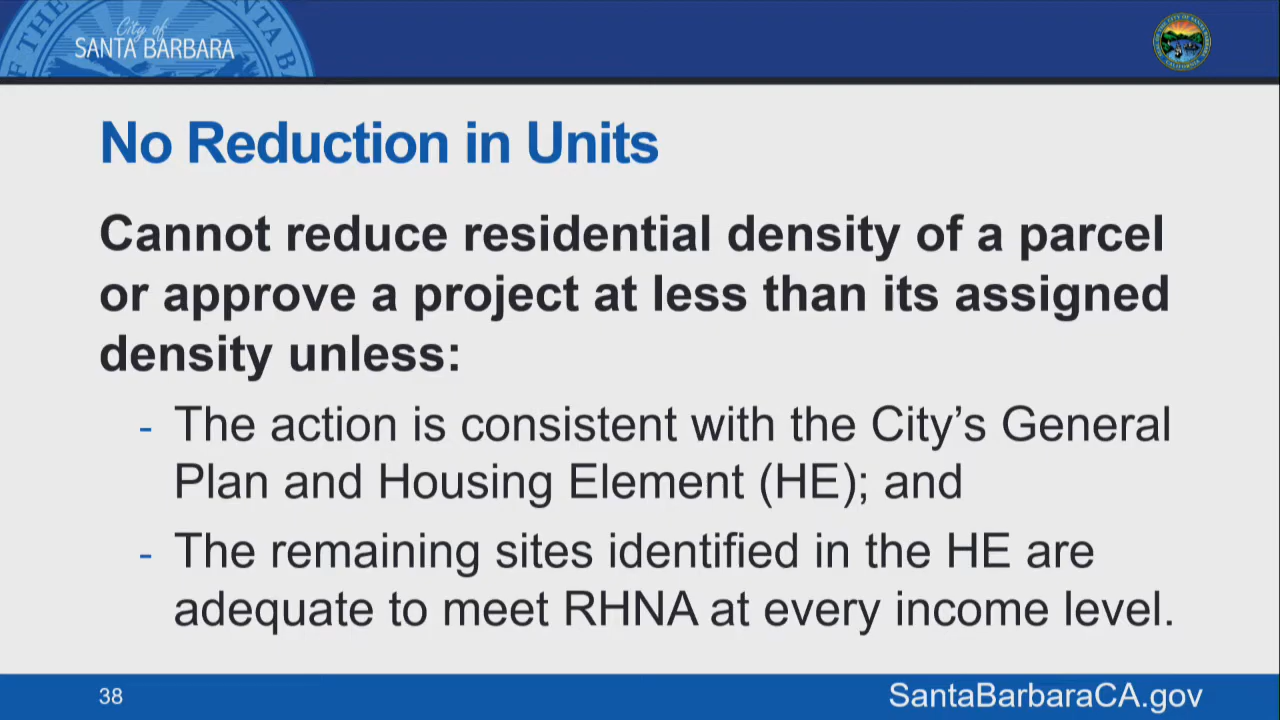 City of
SANTA BARBARA
No Reduction in Units
Cannot reduce residential density of a parcel
or approve a project at less than its assigned
density unless:
- The action is consistent with the City’s General
Plan and Housing Element (HE); and
- The remaining sites identified in the HE are
adequate to meet RHNA at every income level.
38
SantaBarbaraCA.gov